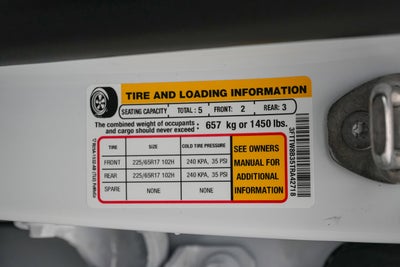 TIRE AND LOADING INFORMATION
SEATING CAPACITY TOTAL: 5 FRONT: 2 REAR: 3
The combined weight of occupants
and cargo should never exceed: 657 kg or 1450 lbs.
TIRE SIZE COLD TIRE PRESSURE
FRONT 225/65R17 102H 240 KPA, 35 PSI
REAR 225/65R17 102H 240 KPA, 35 PSI
SPARE NONE NONE
SEE OWNERS
MANUAL FOR
ADDITIONAL
INFORMATION